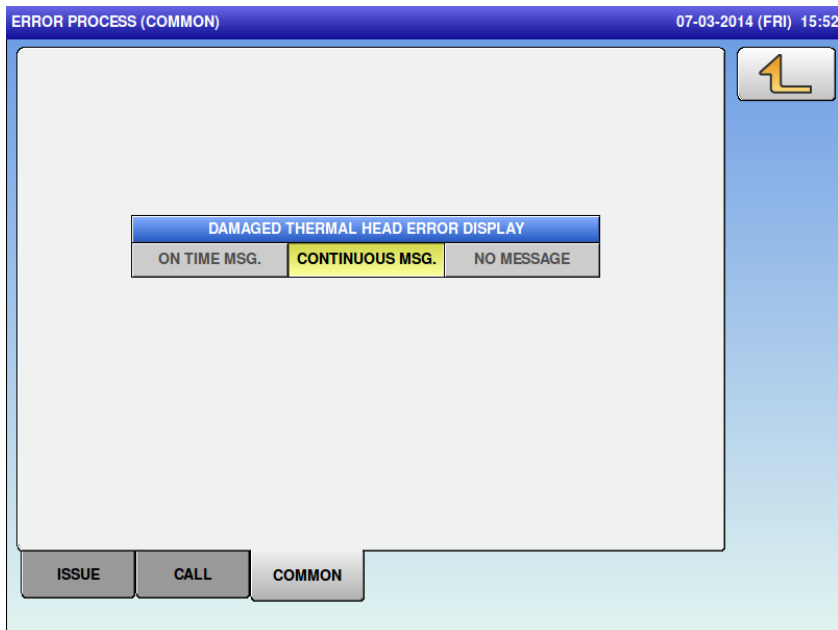 ERROR PROCESS (COMMON) 07-03-2014 (FRI) 15:52
DAMAGED THERMAL HEAD ERROR DISPLAY
ON TIME MSG. CONTINUOUS MSG. NO MESSAGE
ISSUE CALL COMMON